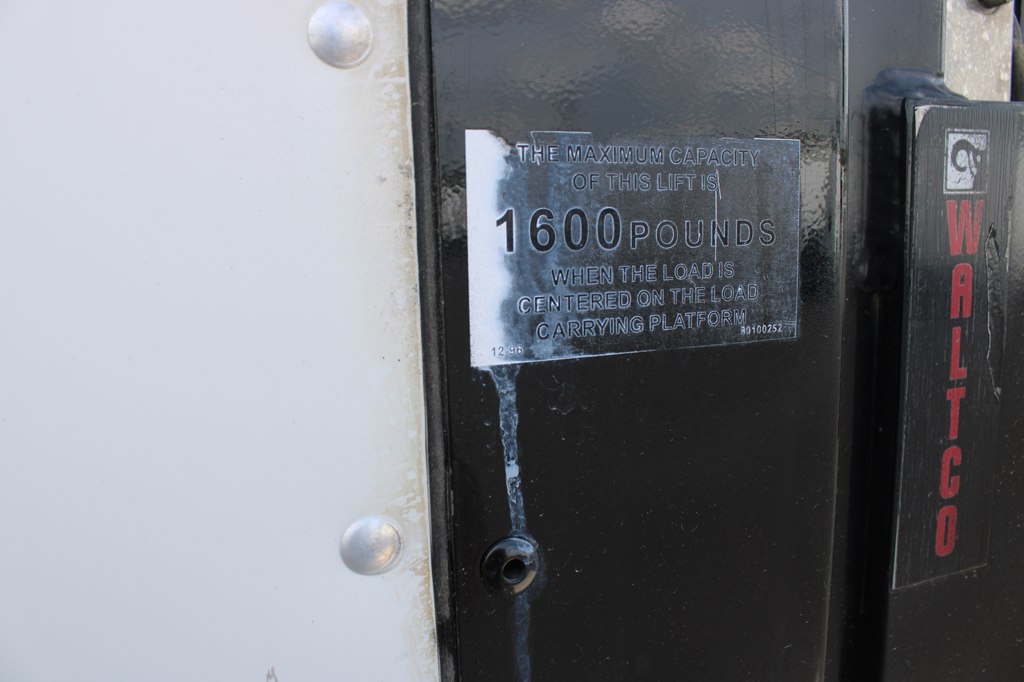 THE MAXIMUM CAPACITY
OF THIS LIFT IS
1600 POUNDS
WHEN THE LOAD IS
CENTERED ON THE LOAD
CARRYING PLATFORM
80100252
12-96
WALTCO